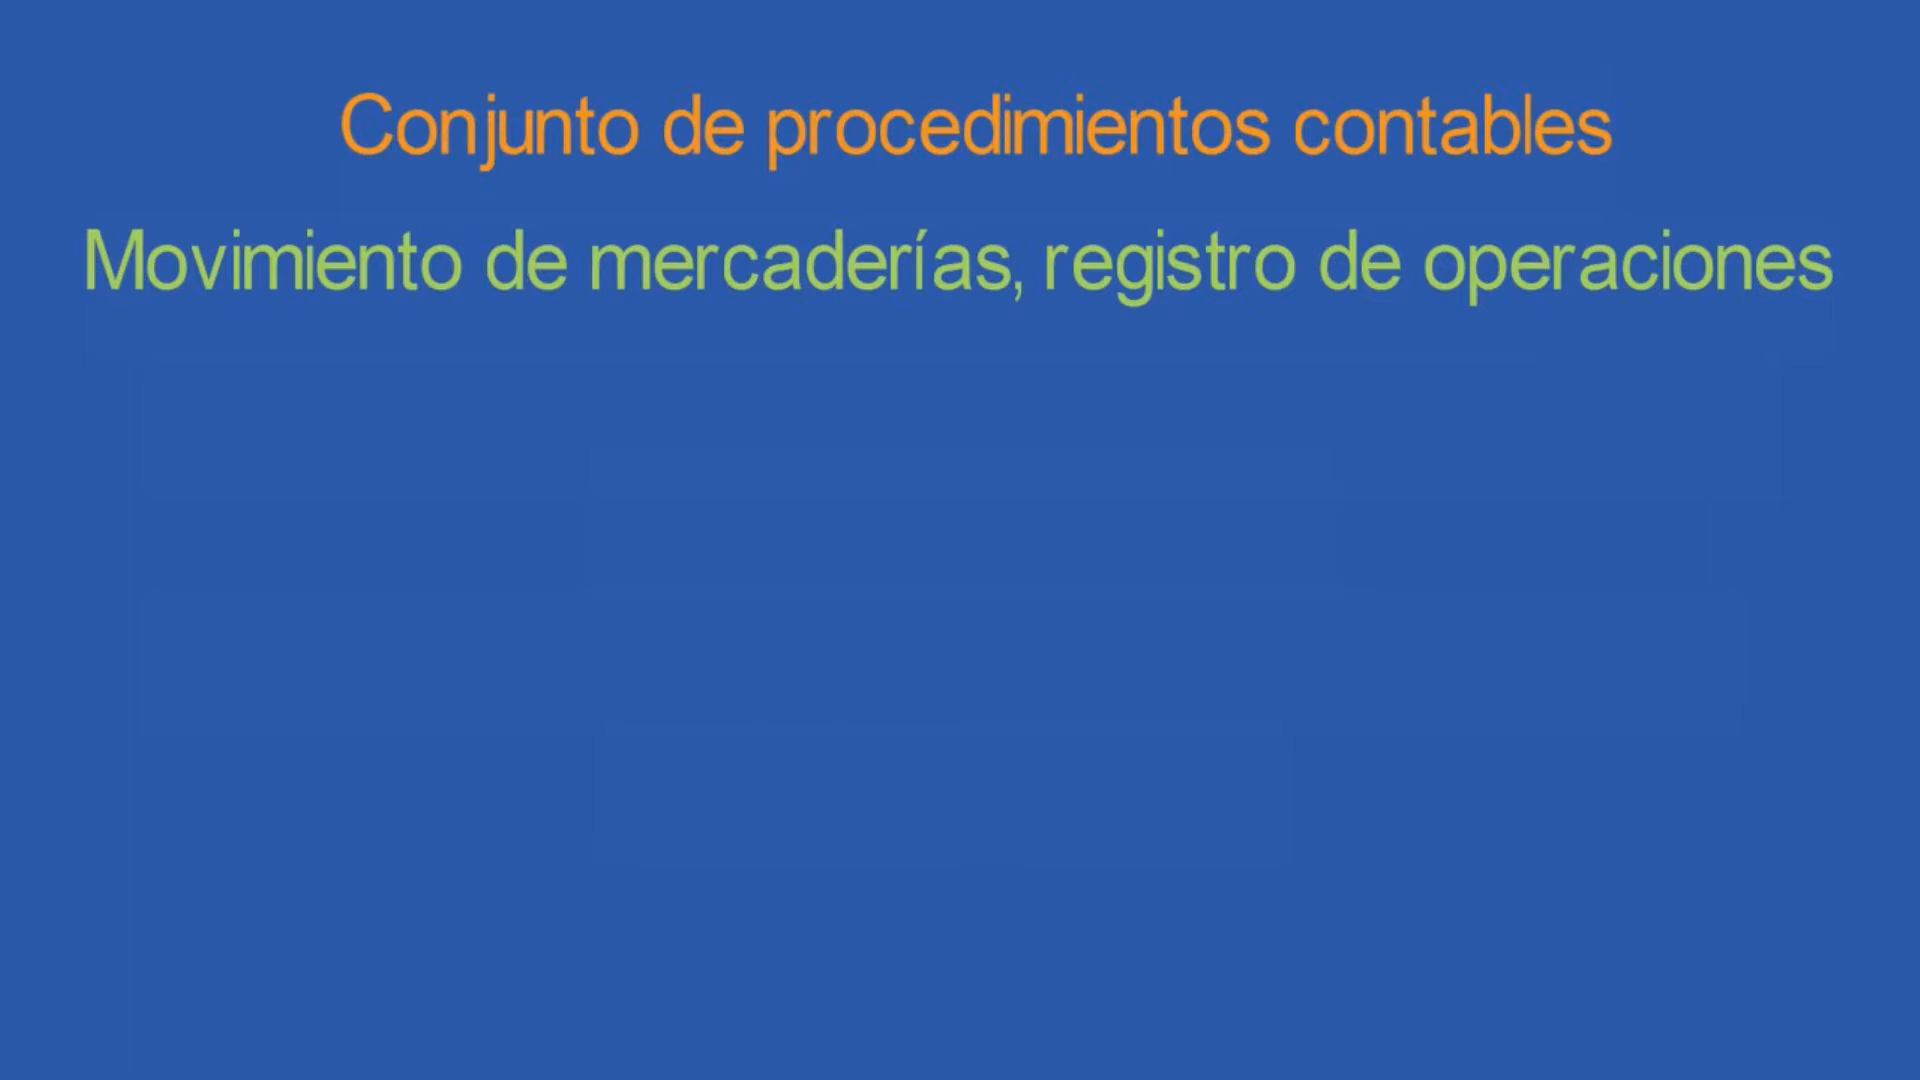 Conjunto de procedimientos contables
Movimiento de mercaderías, registro de operaciones